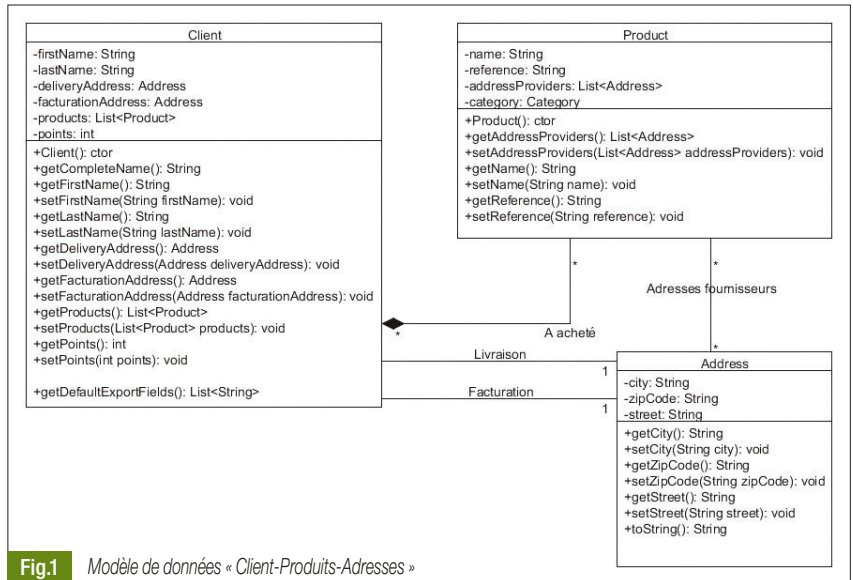 Client
-firstName: String
-lastName: String
-deliveryAddress: Address
-facturationAddress: Address
-products: List<Product>
-points: int
+Client(): ctor
+getCompleteName(): String
+getFirstName(): String
+setFirstName(String firstName): void
+getLastName(): String
+setLastName(String lastName): void
+getDeliveryAddress(): Address
+setDeliveryAddress(Address deliveryAddress): void
+getFacturationAddress(): Address
+setFacturationAddress(Address facturationAddress): void
+getProducts(): List<Product>
+setProducts(List<Product> products): void
+getPoints(): int
+setPoints(int points): void
+getDefaultExportFields(): List<String>
Product
-name: String
-reference: String
-addressProviders: List<Address>
-category: Category
+Product(): ctor
+getAddressProviders(): List<Address>
+setAddressProviders(List<Address> addressProviders): void
+getName(): String
+setName(String name): void
+getReference(): String
+setReference(String reference): void
*
*
Adresses fournisseurs
*
A acheté
*
Livraison
1
Facturation
1
Address
-city: String
-zipCode: String
-street: String
+getCity(): String
+setCity(String city): void
+getZipCode(): String
+setZipCode(String zipCode): void
+getStreet(): String
+setStreet(String street): void
+toString(): String
Fig.1 Modèle de données « Client-Produits-Adresses »